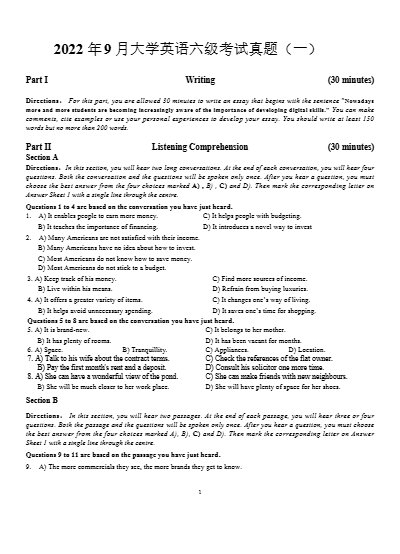 2022 年 9 月大学英语六级考试真题（一）
Part I Writing (30 minutes)
Directions： For this part, you are allowed 30 minutes to write an essay that begins with the sentence "Nowadays
more and more students are becoming increasingly aware of the importance of developing digital skills." You can make
comments, cite examples or use your personal experiences to develop your essay. You should write at least 150
words but no more than 200 words.
Part II Listening Comprehension (30 minutes)
Section A
Directions：In this section, you will hear two long conversations. At the end of each conversation, you will hear four
questions. Both the conversation and the questions will be spoken only once. After you hear a question, you must
choose the best answer from the four choices marked A) , B) , C) and D). Then mark the corresponding letter on
Answer Sheet 1 with a single line through the centre.
Questions 1 to 4 are based on the conversation you have just heard.
1. A) It enables people to earn more money. C) It helps people with budgeting.
B) It teaches the importance of financing. D) It introduces a novel way to invest
2. A) Many Americans are not satisfied with their income.
B) Many Americans have no idea about how to invest.
C) Most Americans do not know how to save money.
D) Most Americans do not stick to a budget.
3. A) Keep track of his money. C) Find more sources of income.
B) Live within his means. D) Refrain from buying luxuries.
4. A) It offers a greater variety of items. C) It changes one's way of living.
B) It helps avoid unnecessary spending. D) It saves one's time for shopping.
Questions 5 to 8 are based on the conversation you have just heard.
5. A) It is brand-new. C) It belongs to her mother.
B) It has plenty of rooms. D) It has been vacant for months.
6. A) Space. B) Tranquillity. C) Appliances. D) Location.
7. A) Talk to his wife about the contract terms. C) Check the references of the flat owner.
B) Pay the first month's rent and a deposit. D) Consult his solicitor one more time.
8. A) She can have a wonderful view of the pond. C) She can make friends with new neighbours.
B) She will be much closer to her work place. D) She will have plenty of space for her shoes.
Section B
Directions： In this section, you will hear two passages. At the end of each passage, you will hear three or four
questions. Both the passage and the questions will be spoken only once. After you hear a question, you must choose
the best answer from the four choices marked A), B), C) and D). Then mark the corresponding letter on Answer
Sheet 1 with a single line through the centre.
Questions 9 to 11 are based on the passage you have just heard.
9. A) The more commercials they see, the more brands they get to know.
1